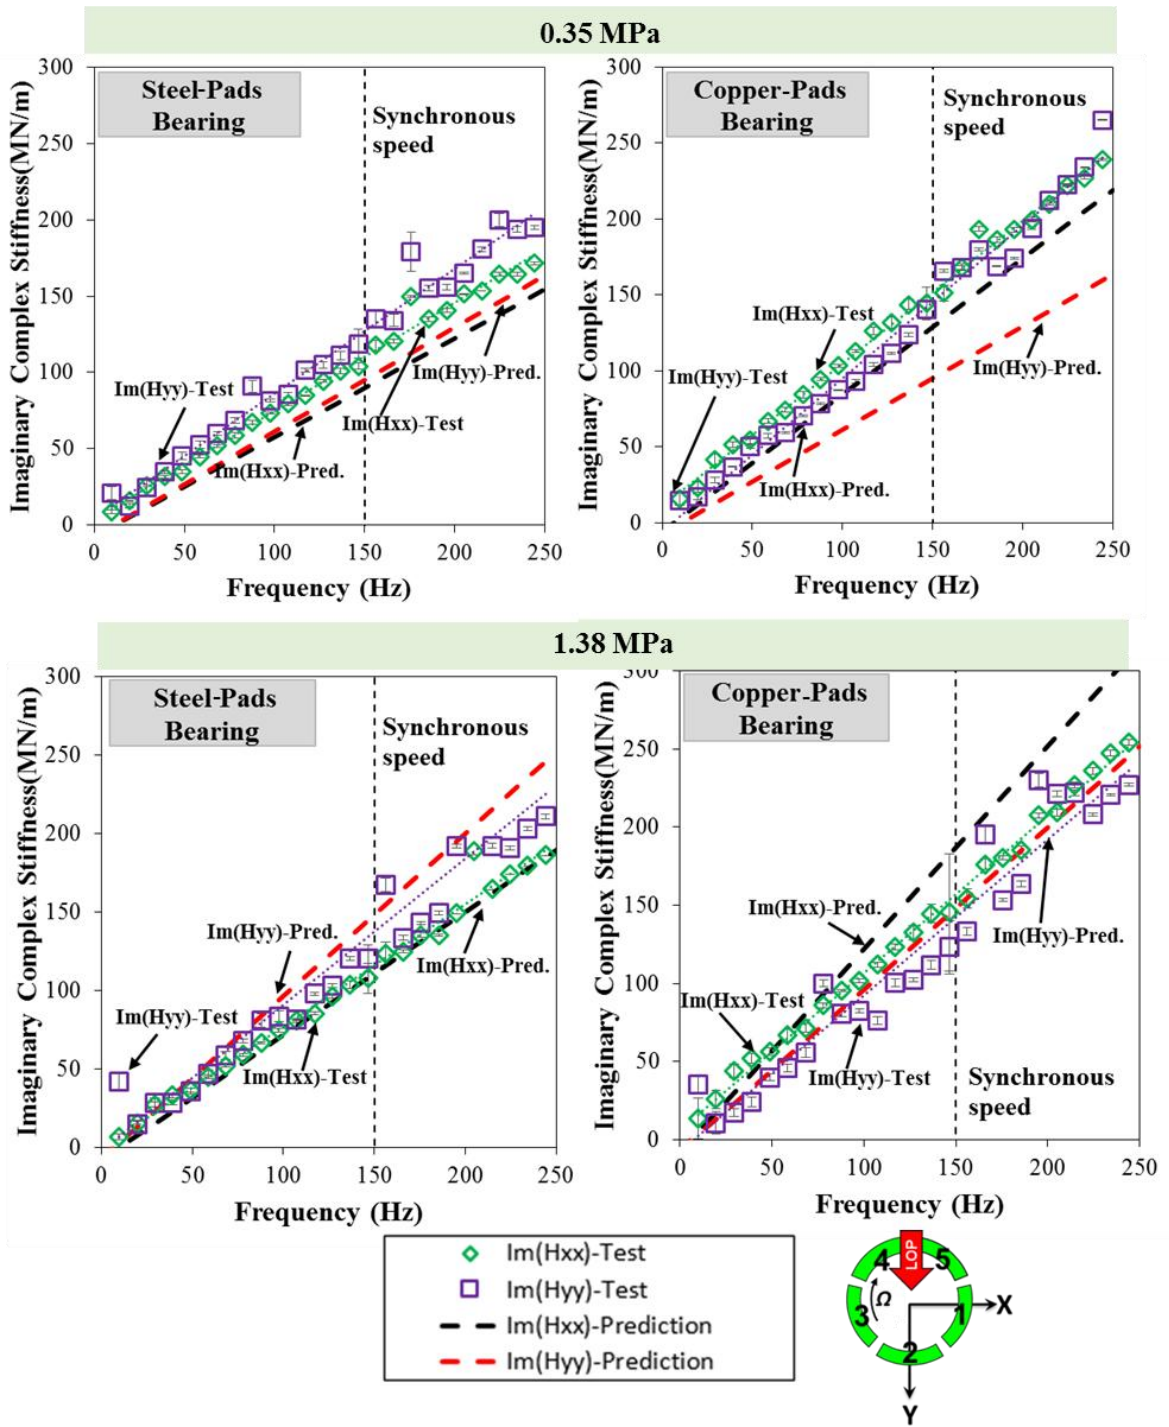 0.35 MPa
300
250
200
150
100
50
0
Imaginary Complex Stiffness(MN/m)
Steel-Pads
Bearing
Synchronous
speed
Im(Hyy)-Test
Im(Hyy)-Pred.
Im(Hxx)-Test
Im(Hxx)-Pred.
0
50
100
150
200
250
Frequency (Hz)
300
250
200
150
100
50
0
Imaginary Complex Stiffness(MN/m)
Copper-Pads
Bearing
Synchronous
speed
Im(Hxx)-Test
Im(Hyy)-Test
Im(Hyy)-Pred.
Im(Hxx)-Pred.
0
50
100
150
200
250
Frequency (Hz)
1.38 MPa
300
250
200
150
100
50
0
Imaginary Complex Stiffness(MN/m)
Steel-Pads
Bearing
Synchronous
speed
Im(Hyy)-Pred.
Im(Hxx)-Pred.
Im(Hyy)-Test
Im(Hxx)-Test
0
50
100
150
200
250
Frequency (Hz)
300
250
200
150
100
50
0
Imaginary Complex Stiffness(MN/m)
Copper-Pads
Bearing
Im(Hxx)-Pred.
Im(Hyy)-Pred.
Im(Hxx)-Test
Im(Hyy)-Test
Synchronous
speed
0
50
100
150
200
250
Frequency (Hz)
Im(Hxx)-Test
Im(Hyy)-Test
Im(Hxx)-Prediction
Im(Hyy)-Prediction
LOP
4
5
3
Ω
1
X
2
Y